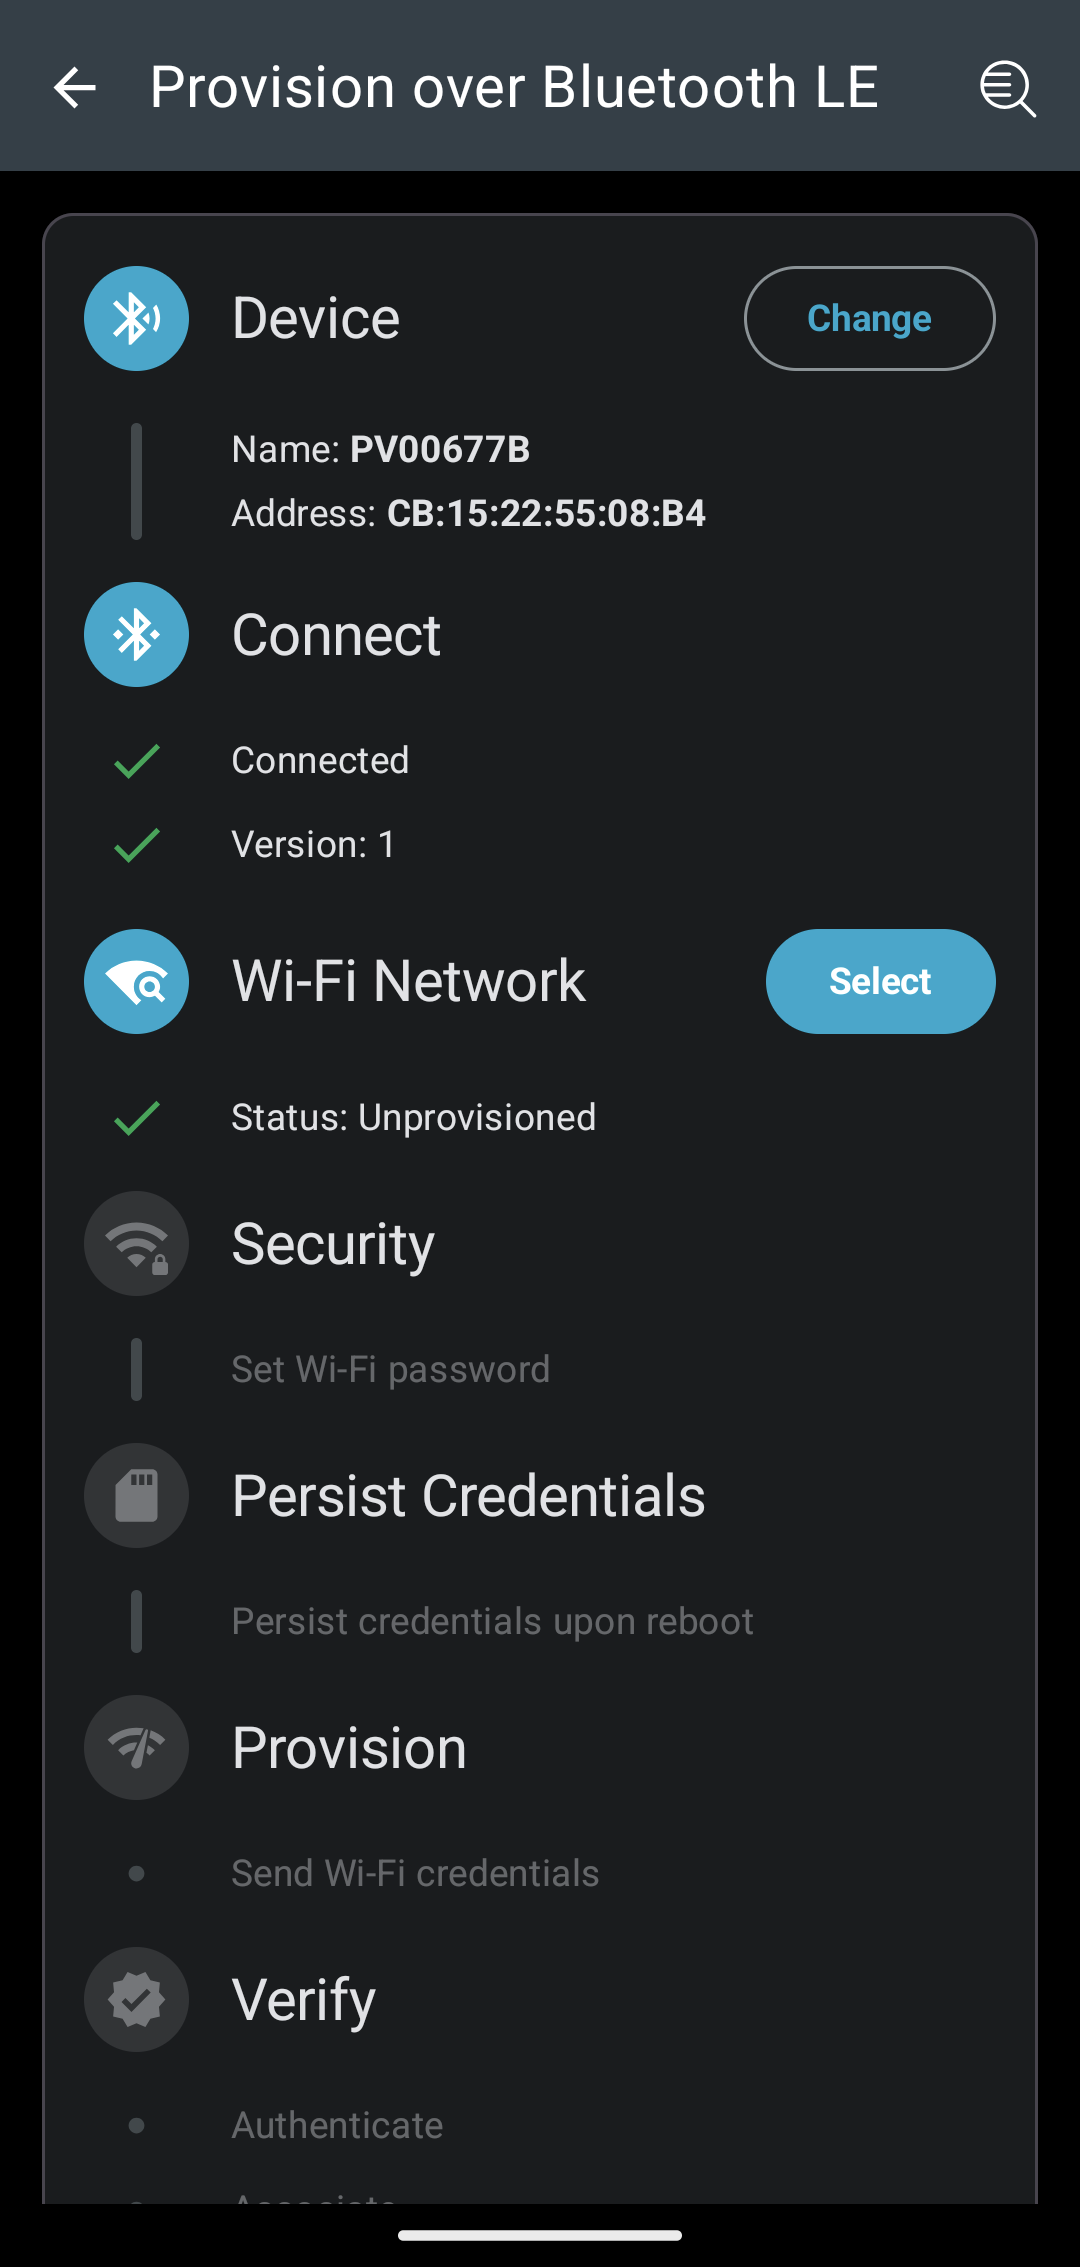 Provision over Bluetooth LE
Device
Change
Name: PV00677B
Address: CB:15:22:55:08:B4
Connect
Connected
Version: 1
Wi-Fi Network
Select
Status: Unprovisioned
Security
Set Wi-Fi password
Persist Credentials
Persist credentials upon reboot
Provision
Send Wi-Fi credentials
Verify
Authenticate